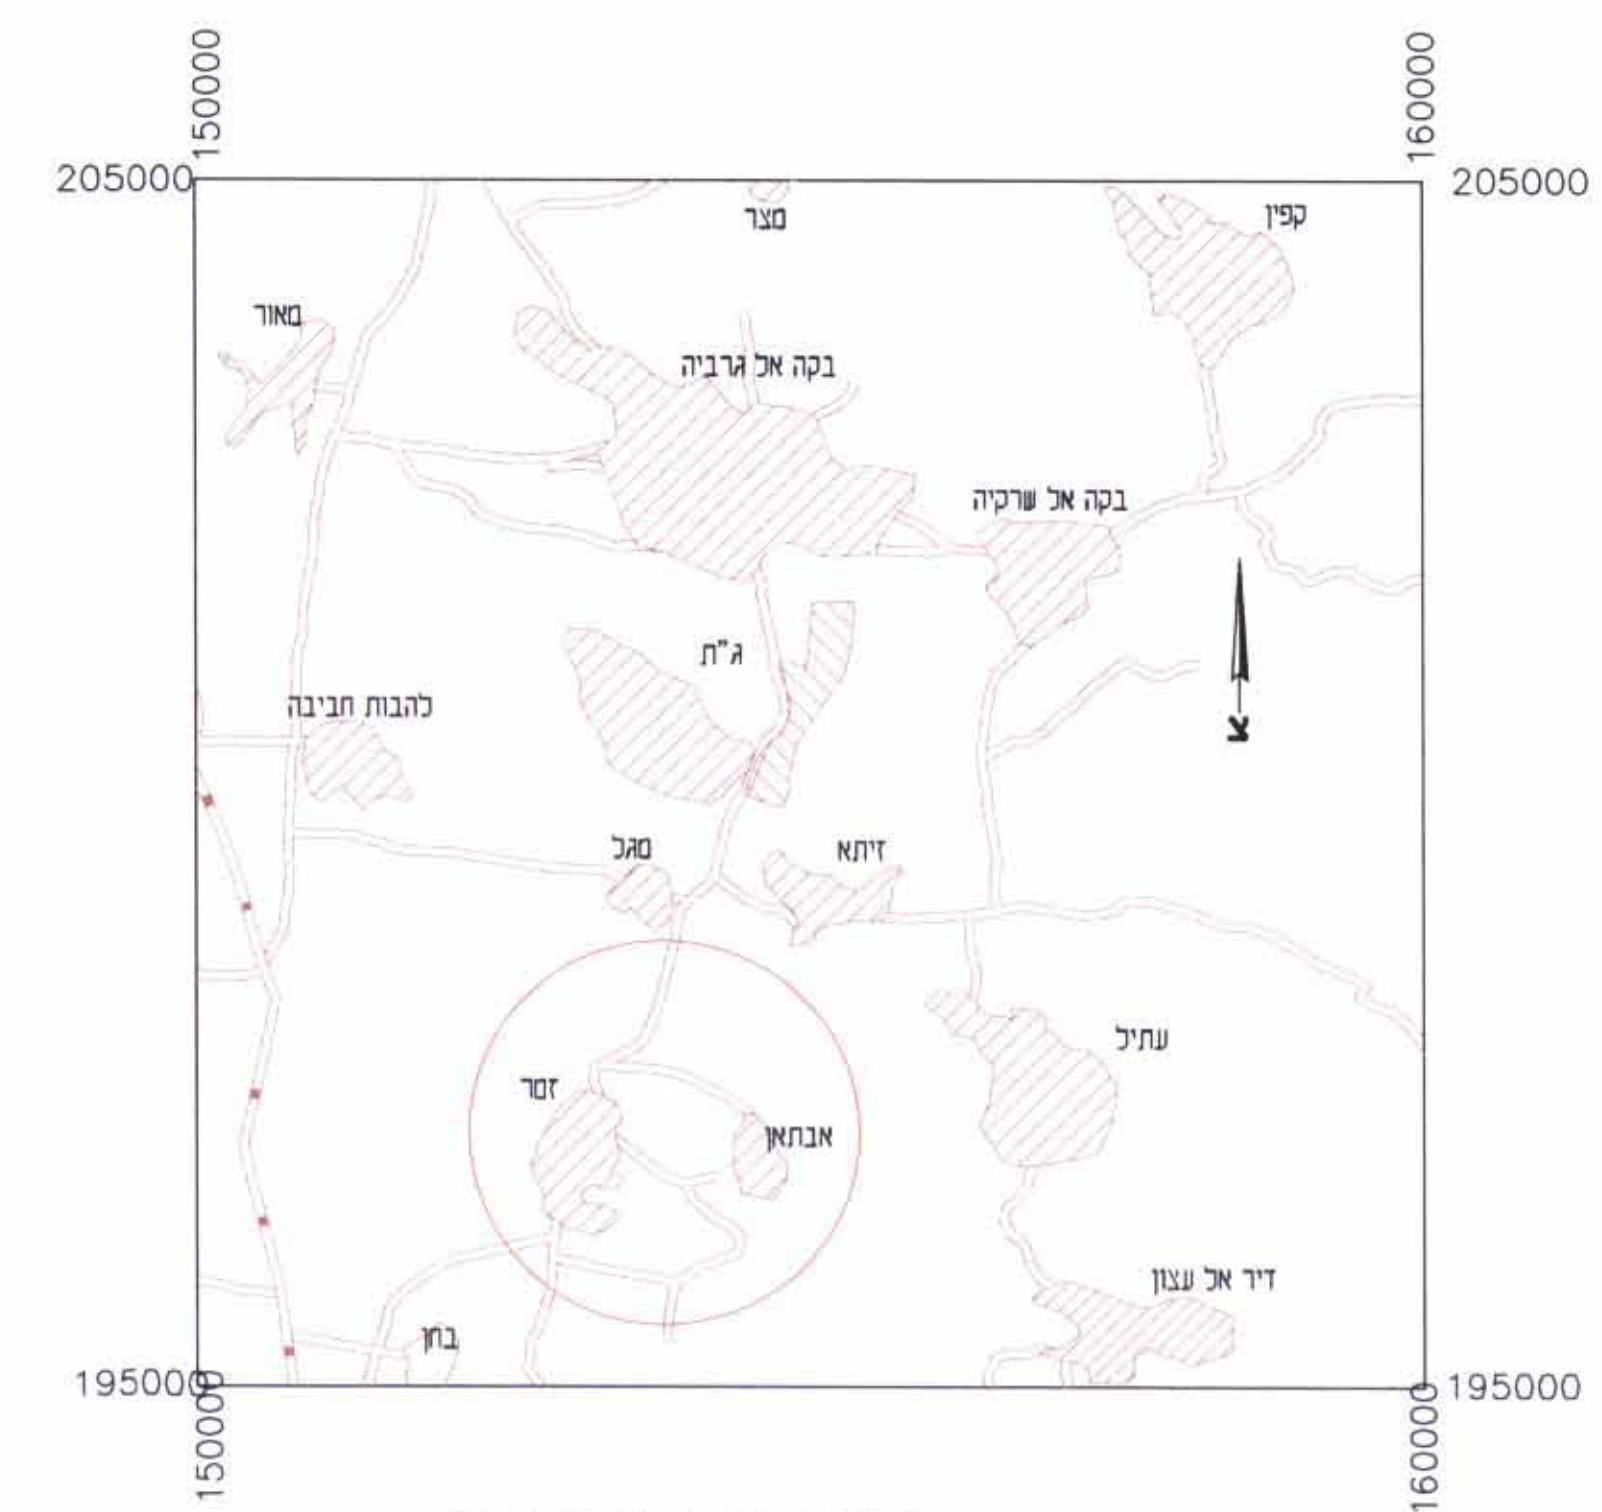 150000
160000
205000
205000
מצר
קפין
מאור
בקה אל גרביה
בקה אל שרקיה
ג"ת
להבות חביבה
צ
סגל
זיתא
עתיל
זמר
אבתאן
דיר אל עצון
בחן
195000
195000
150000
160000